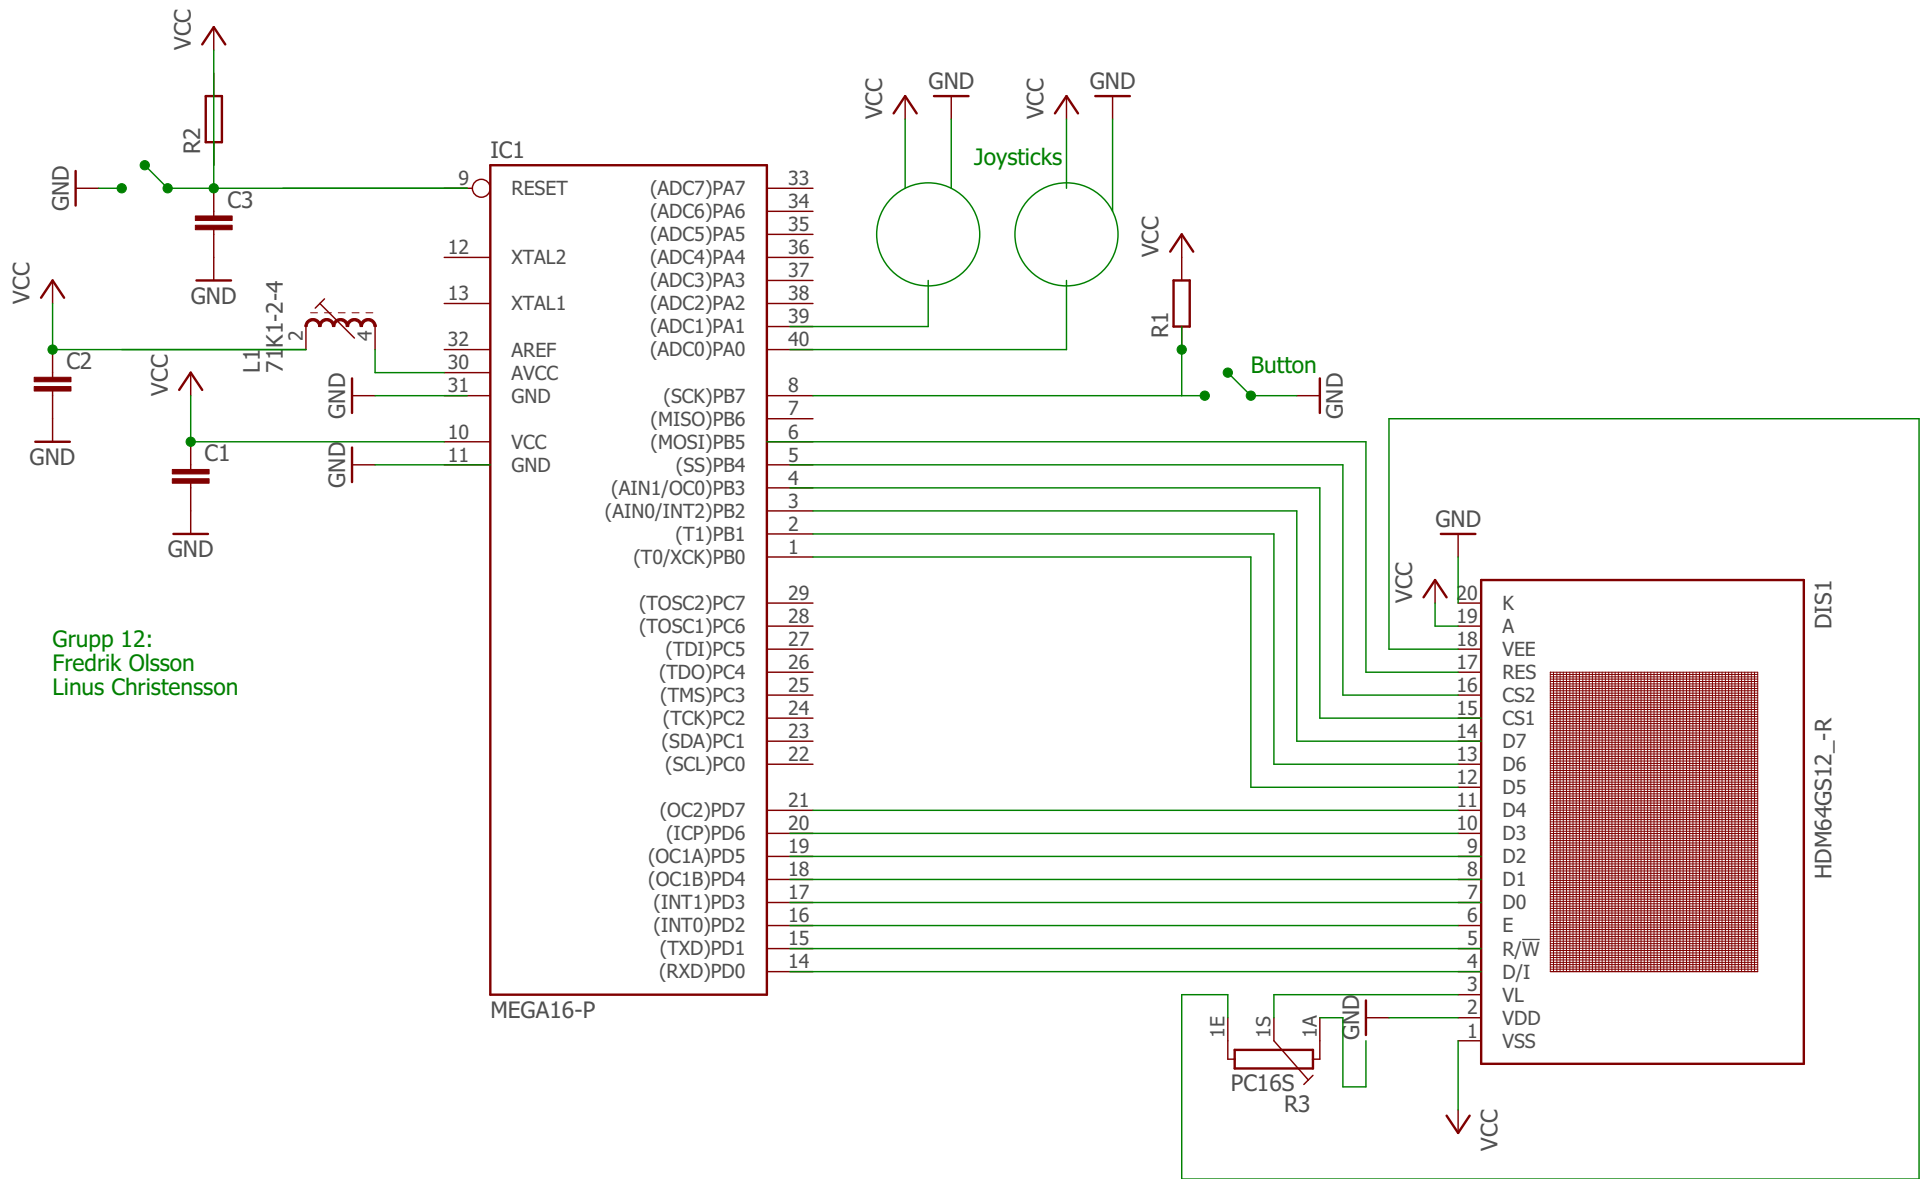 VCC
R2
GND
C3
GND
VCC
C2
GND
L1
71K1-2-4
2
4
VCC
C1
GND
GND
GND
IC1
9 RESET
12 XTAL2
13 XTAL1
32 AREF
30 AVCC
31 GND
10 VCC
11 GND
(ADC7)PA7 33
(ADC6)PA6 34
(ADC5)PA5 35
(ADC4)PA4 36
(ADC3)PA3 37
(ADC2)PA2 38
(ADC1)PA1 39
(ADC0)PA0 40
(SCK)PB7 8
(MISO)PB6 7
(MOSI)PB5 6
(SS)PB4 5
(AIN1/OC0)PB3 4
(AIN0/INT2)PB2 3
(T1)PB1 2
(T0/XCK)PB0 1
(TOSC2)PC7 29
(TOSC1)PC6 28
(TDI)PC5 27
(TDO)PC4 26
(TMS)PC3 25
(TCK)PC2 24
(SDA)PC1 23
(SCL)PC0 22
(OC2)PD7 21
(ICP)PD6 20
(OC1A)PD5 19
(OC1B)PD4 18
(INT1)PD3 17
(INT0)PD2 16
(TXD)PD1 15
(RXD)PD0 14
MEGA16-P
VCC
GND
VCC
GND
Joysticks
VCC
R1
Button
GND
Grupp 12:
Fredrik Olsson
Linus Christensson
GND
VCC
20 K
19 A
18 VEE
17 RES
16 CS2
15 CS1
14 D7
13 D6
12 D5
11 D4
10 D3
9 D2
8 D1
7 D0
6 E
5 R/W̅
4 D/I
3 VL
2 VDD
1 VSS
DIS1
HDM64GS12_-R
1E
1S
1A
GND
PC16S
R3
VCC